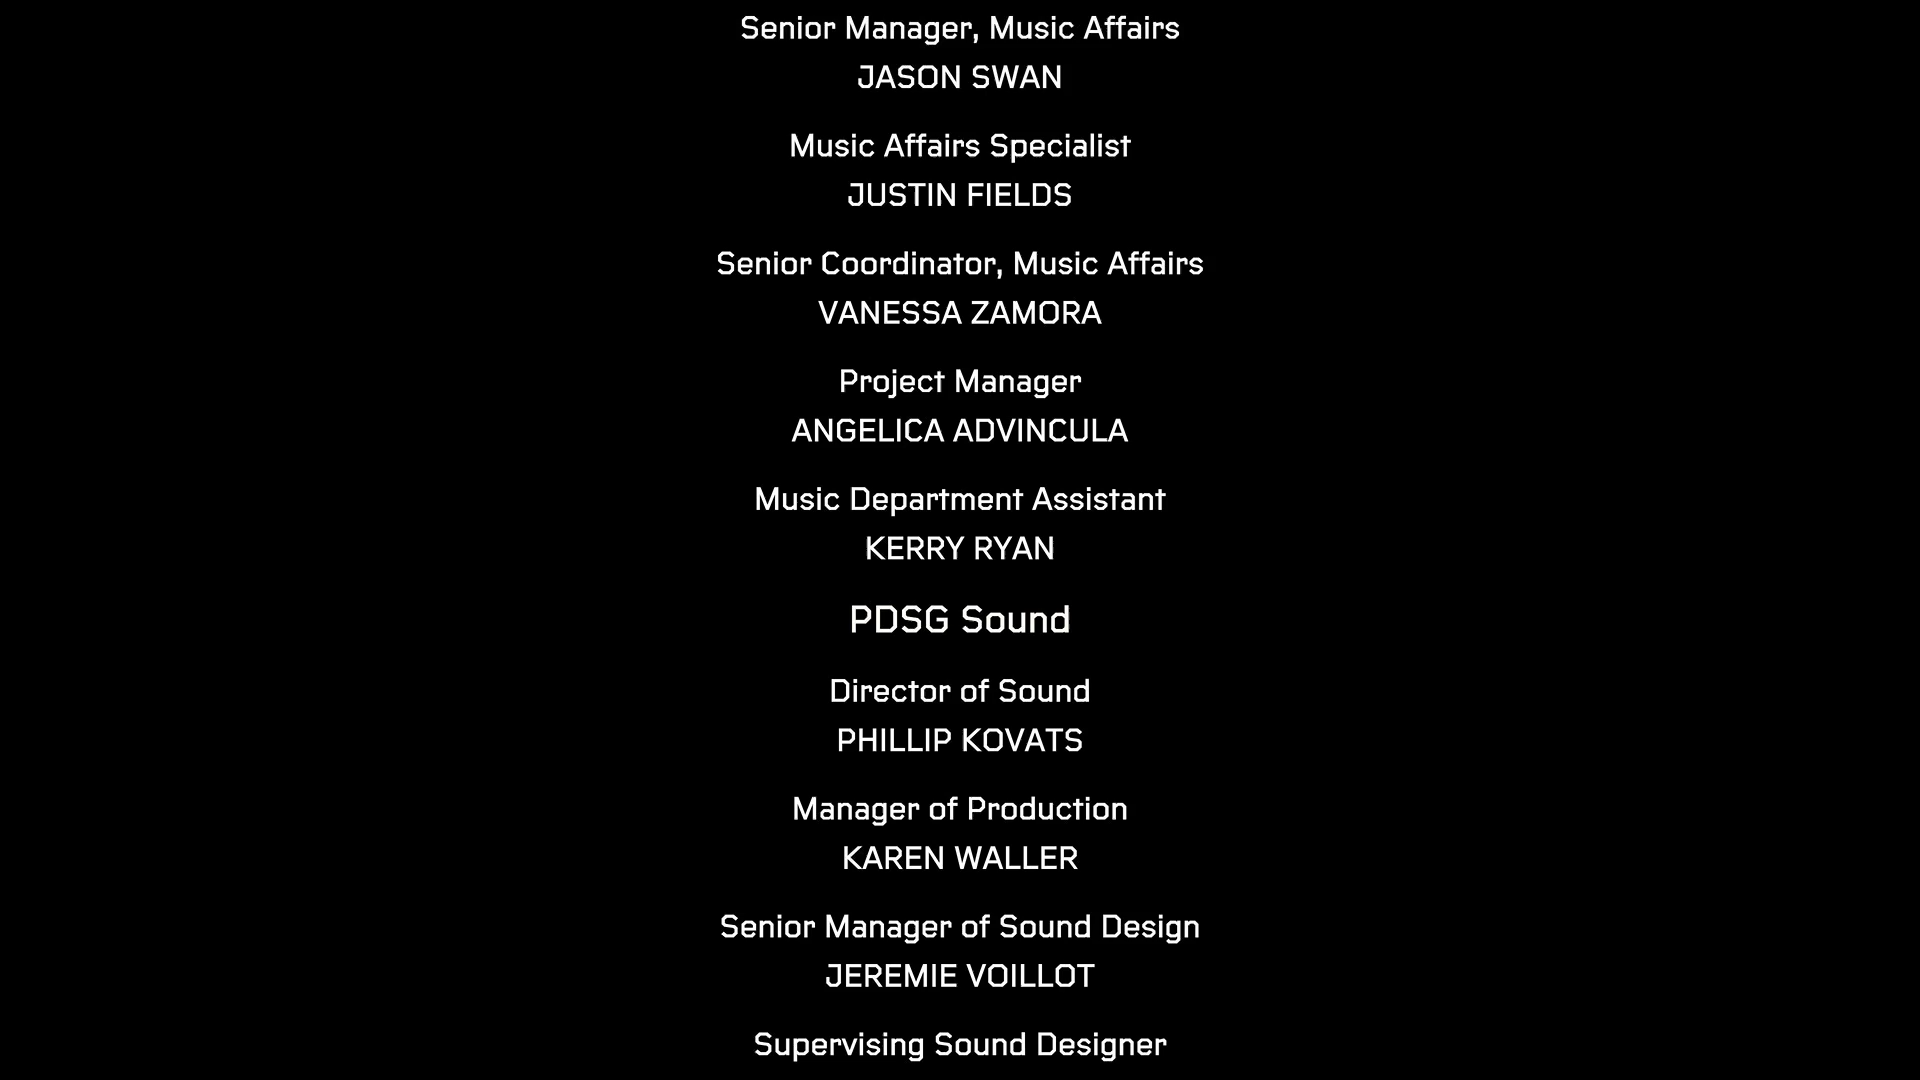 Senior Manager, Music Affairs
JASON SWAN
Music Affairs Specialist
JUSTIN FIELDS
Senior Coordinator, Music Affairs
VANESSA ZAMORA
Project Manager
ANGELICA ADVINCULA
Music Department Assistant
KERRY RYAN
PDSG Sound
Director of Sound
PHILLIP KOVATS
Manager of Production
KAREN WALLER
Senior Manager of Sound Design
JEREMIE VOILLOT
Supervising Sound Designer